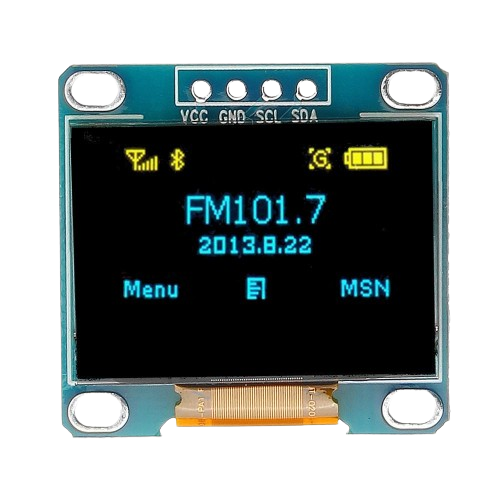 VCC GND SCL SDA
G
FM101.7
2013.8.22
Menu MSN